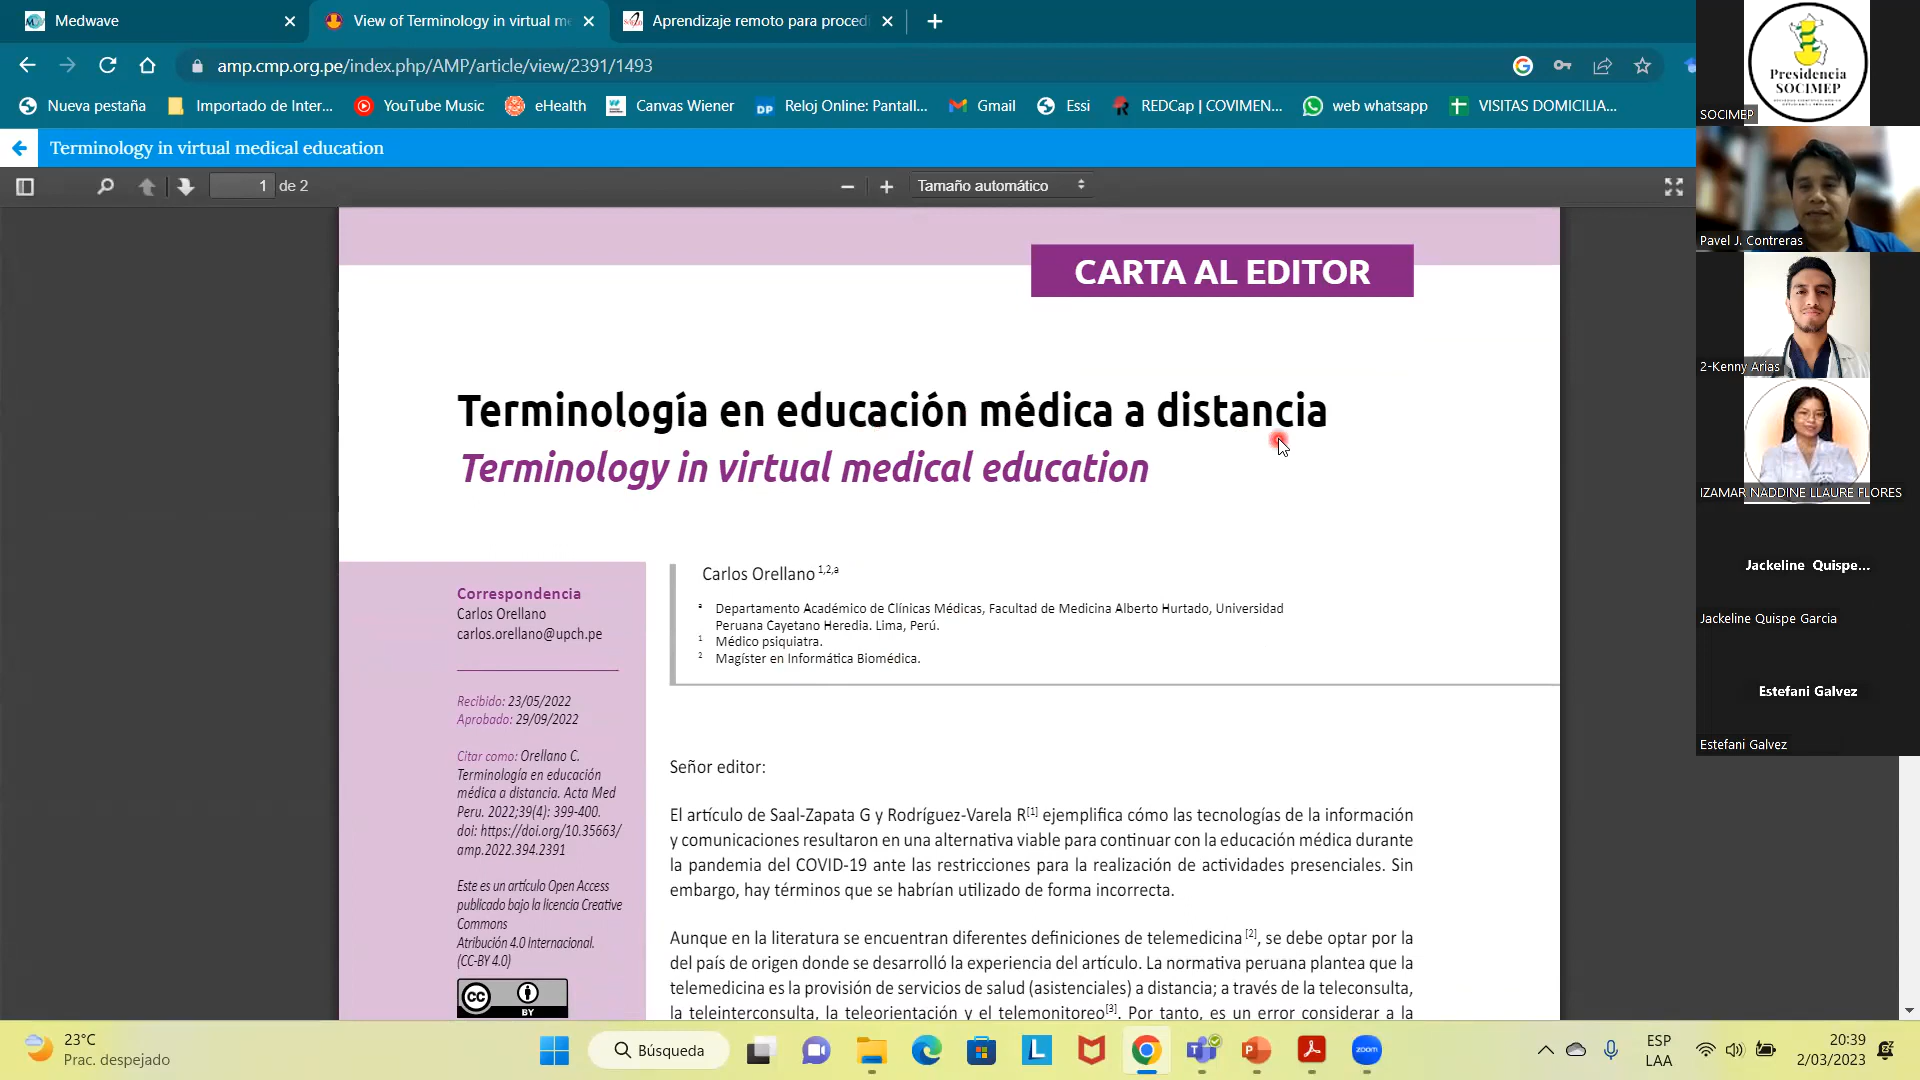 Medwave
View of Terminology in virtual me
Aprendizaje remoto para procedi
amp.cmp.org.pe/index.php/AMP/article/view/2391/1493
Nueva pestaña
Importado de Inter...
YouTube Music
eHealth
Canvas Wiener
DP
Reloj Online: Pantall...
Gmail
Essi
REDCap | COVIMEN...
web whatsapp
VISITAS DOMICILIA...
Terminology in virtual medical education
1 de 2
Tamaño automático
CARTA AL EDITOR
Terminología en educación médica a distancia
Terminology in virtual medical education
Correspondencia
Carlos Orellano
carlos.orellano@upch.pe
Recibido: 23/05/2022
Aprobado: 29/09/2022
Citar como: Orellano C.
Terminología en educación
médica a distancia. Acta Med
Peru. 2022;39(4): 399-400.
doi: https://doi.org/10.35663/
amp.2022.394.2391
Este es un artículo Open Access
publicado bajo la licencia Creative
Commons
Atribución 4.0 Internacional.
(CC-BY 4.0)
CC
BY
Carlos Orellano 1,2,a
a Departamento Académico de Clínicas Médicas, Facultad de Medicina Alberto Hurtado, Universidad
Peruana Cayetano Heredia. Lima, Perú.
1 Médico psiquiatra.
2 Magíster en Informática Biomédica.
Señor editor:
El artículo de Saal-Zapata G y Rodríguez-Varela R[1] ejemplifica cómo las tecnologías de la información
y comunicaciones resultaron en una alternativa viable para continuar con la educación médica durante
la pandemia del COVID-19 ante las restricciones para la realización de actividades presenciales. Sin
embargo, hay términos que se habrían utilizado de forma incorrecta.
Aunque en la literatura se encuentran diferentes definiciones de telemedicina [2], se debe optar por la
del país de origen donde se desarrolló la experiencia del artículo. La normativa peruana plantea que la
telemedicina es la provisión de servicios de salud (asistenciales) a distancia; a través de la teleconsulta,
la teleinterconsulta, la teleorientación y el telemonitoreo[3]. Por tanto, es un error considerar a la
Presidencia
SOCIMEP
SOCIMEP
Pavel J. Contreras
2-Kenny Arias
IZAMAR NADDINE LLAURE FLORES
Jackeline Quispe...
Jackeline Quispe Garcia
Estefani Galvez
Estefani Galvez
23°C
Prac. despejado
Búsqueda
L
zoom
ESP
LAA
20:39
2/03/2023